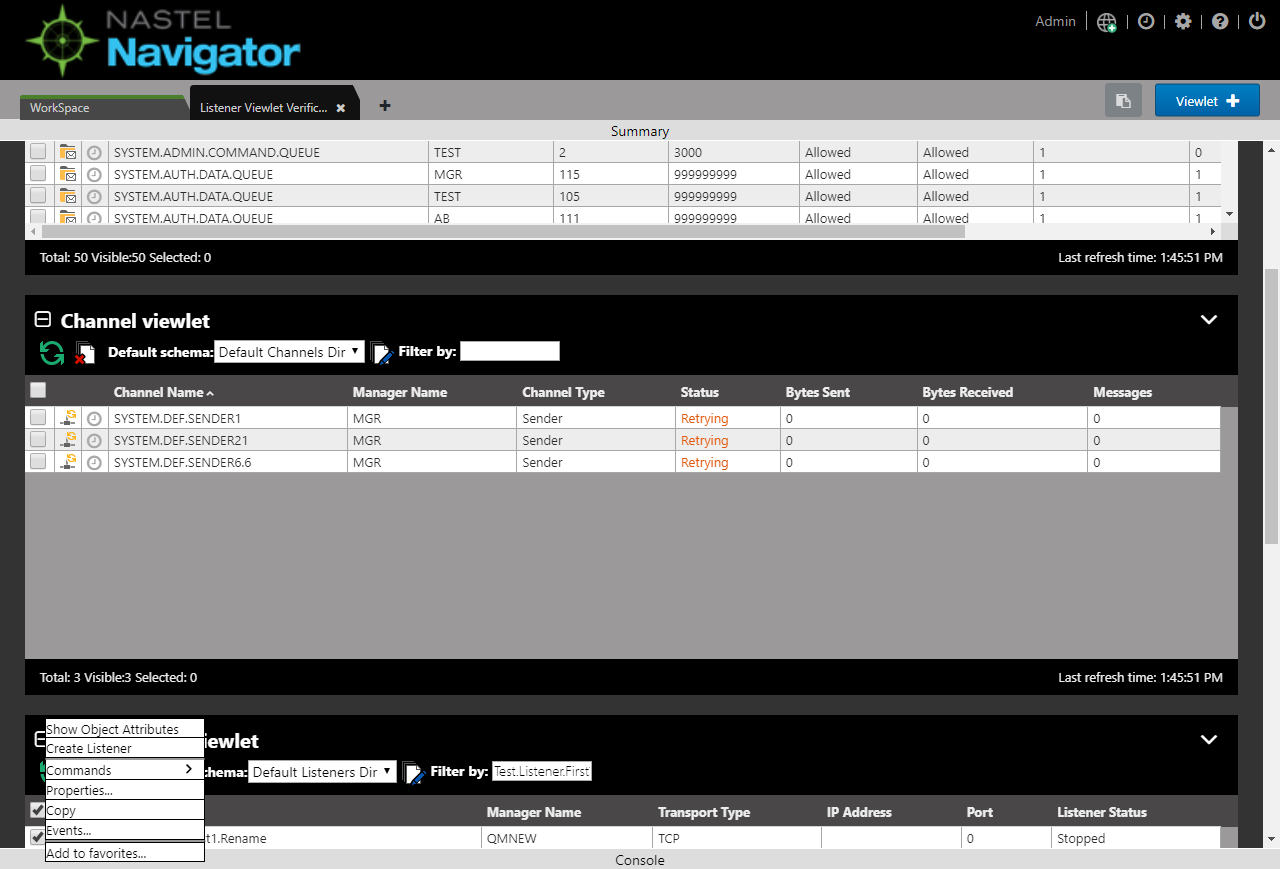 NASTEL
Navigator
Admin
WorkSpace
Listener Viewlet Verific...
Viewlet
Summary
SYSTEM.ADMIN.COMMAND.QUEUE TEST 2 3000 Allowed Allowed 1 0
SYSTEM.AUTH.DATA.QUEUE MGR 115 999999999 Allowed Allowed 1 1
SYSTEM.AUTH.DATA.QUEUE TEST 105 999999999 Allowed Allowed 1 1
SYSTEM.AUTH.DATA.QUEUE AB 111 999999999 Allowed Allowed 1 1
Total: 50 Visible:50 Selected: 0 Last refresh time: 1:45:51 PM
Channel viewlet
Default schema: Default Channels Dir Filter by:
Channel Name Manager Name Channel Type Status Bytes Sent Bytes Received Messages
SYSTEM.DEF.SENDER1 MGR Sender Retrying 0 0 0
SYSTEM.DEF.SENDER21 MGR Sender Retrying 0 0 0
SYSTEM.DEF.SENDER6.6 MGR Sender Retrying 0 0 0
Total: 3 Visible:3 Selected: 0 Last refresh time: 1:45:51 PM
Show Object Attributes
Create Listener
Commands
Properties...
Copy
Events...
Add to favorites...
iewlet
hema: Default Listeners Dir Filter by: Test.Listener.First
Manager Name Transport Type IP Address Port Listener Status
t1.Rename QMNEW TCP 0 Stopped
Console